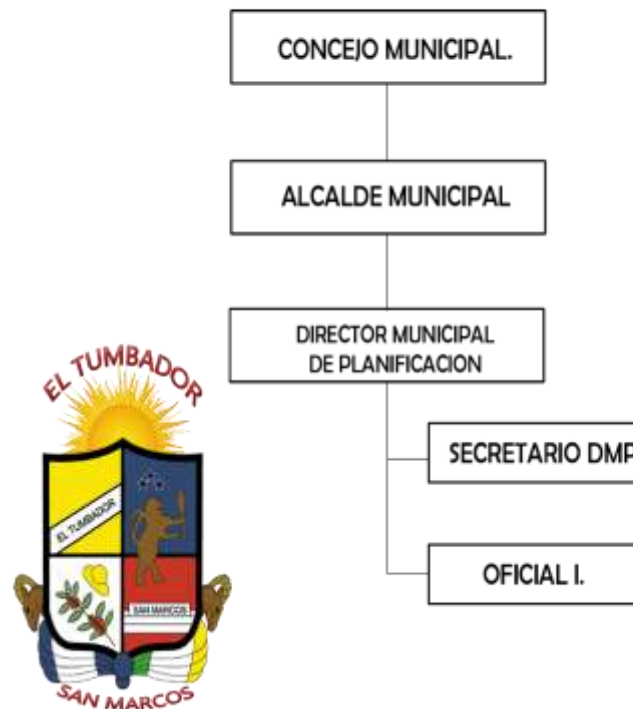 CONCEJO MUNICIPAL.
ALCALDE MUNICIPAL
DIRECTOR MUNICIPAL
DE PLANIFICACION
SECRETARIO DMP
OFICIAL I.
EL TUMBADOR
EL TUMBADOR
SAN MARCOS
SAN MARCOS